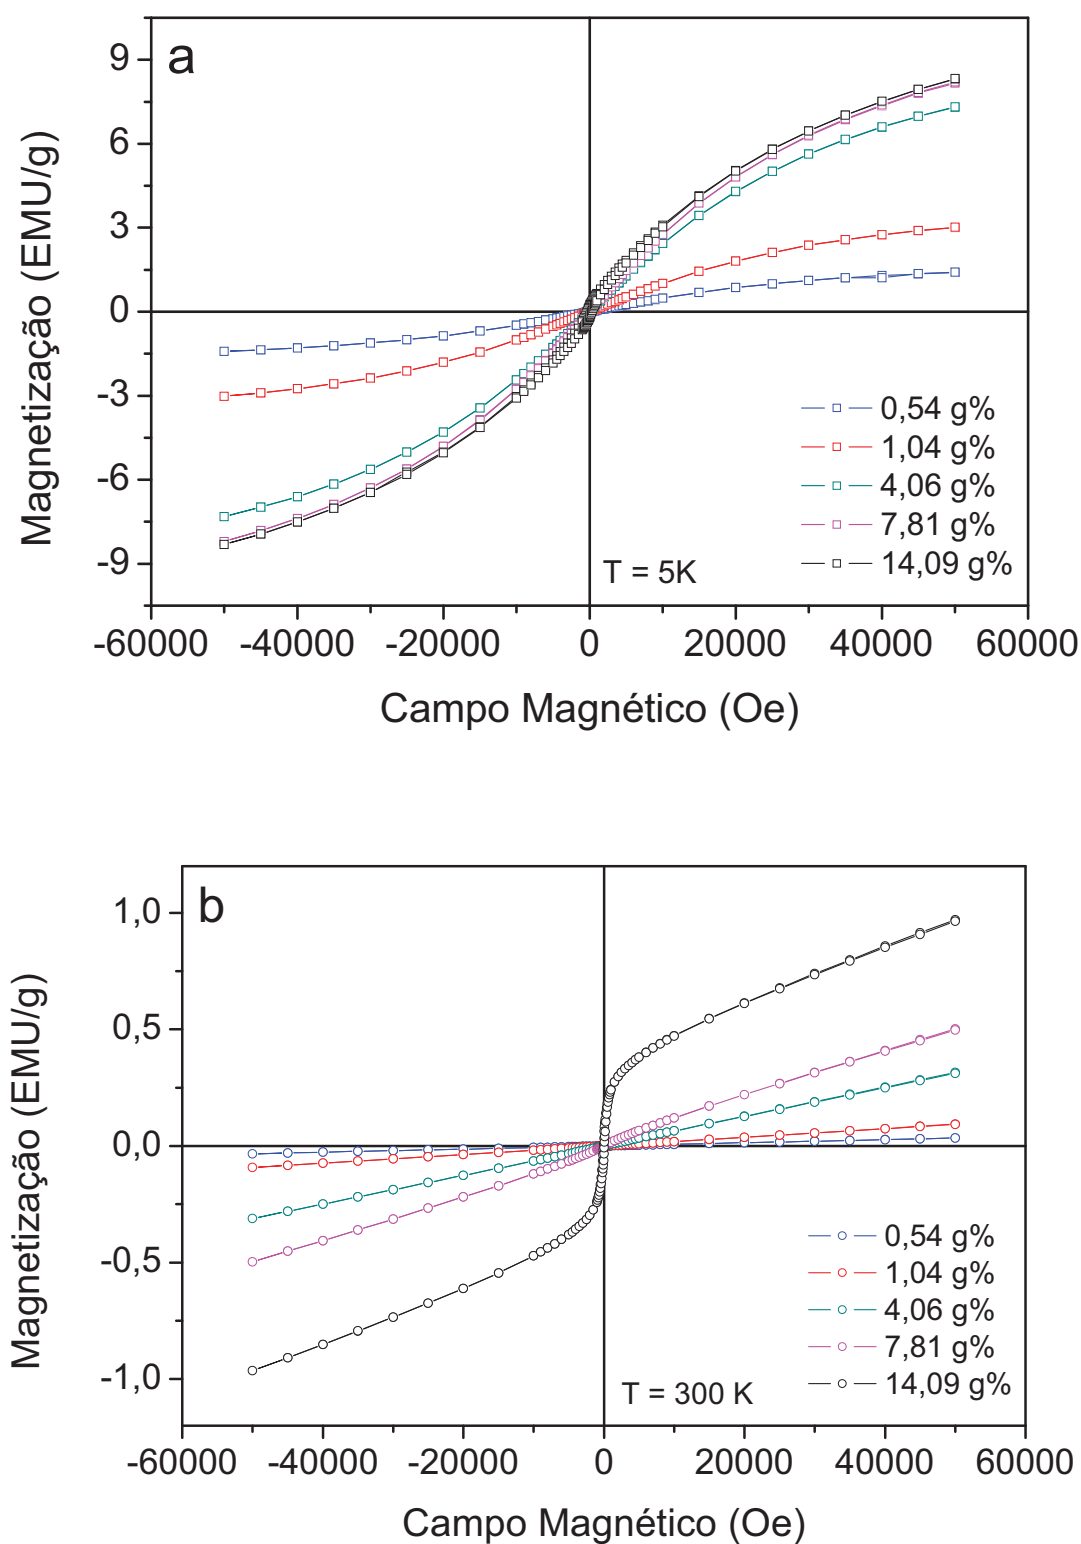 a
Magnetização (EMU/g)
9
6
3
0
-3
-6
-9
0,54 g%
1,04 g%
4,06 g%
7,81 g%
14,09 g%
T = 5K
-60000 -40000 -20000 0 20000 40000 60000
Campo Magnético (Oe)
b
Magnetização (EMU/g)
1,0
0,5
0,0
-0,5
-1,0
0,54 g%
1,04 g%
4,06 g%
7,81 g%
14,09 g%
T = 300 K
-60000 -40000 -20000 0 20000 40000 60000
Campo Magnético (Oe)